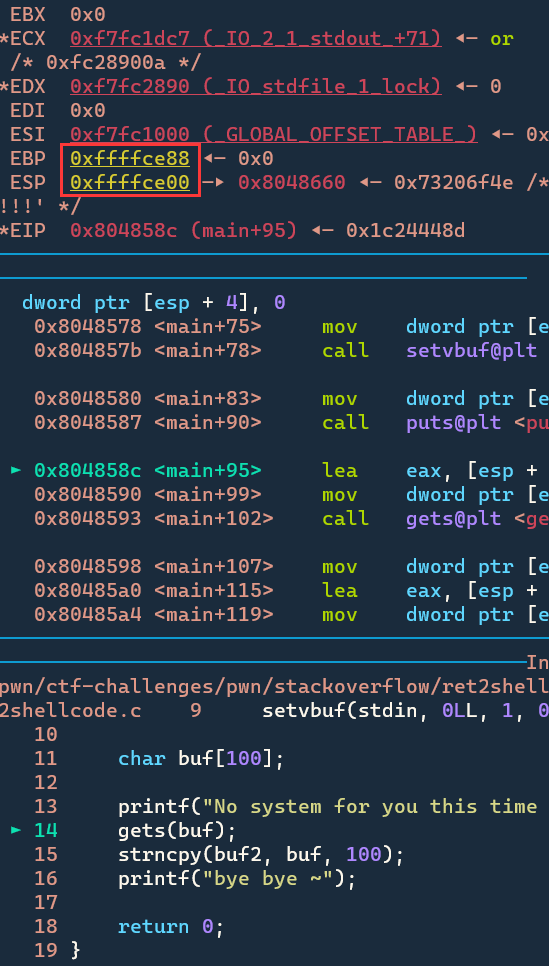 EBX  0x0
*ECX  0xf7fc1dc7 (_IO_2_1_stdout_+71) ◂— or
/* 0xfc28900a */
*EDX  0xf7fc2890 (_IO_stdfile_1_lock) ◂— 0
EDI  0x0
ESI  0xf7fc1000 (_GLOBAL_OFFSET_TABLE_) ◂— 0x
EBP  0xffffce88 ◂— 0x0
ESP  0xffffce00 —▸ 0x8048660 ◂— 0x73206f4e /*
!!!' */
*EIP  0x804858c (main+95) ◂— 0x1c24448d
dword ptr [esp + 4], 0
0x8048578 <main+75>     mov    dword ptr [e
0x804857b <main+78>     call   setvbuf@plt
0x8048580 <main+83>     mov    dword ptr [e
0x8048587 <main+90>     call   puts@plt <pu
► 0x804858c <main+95>     lea    eax, [esp +
0x8048590 <main+99>     mov    dword ptr [e
0x8048593 <main+102>    call   gets@plt <ge
0x8048598 <main+107>    mov    dword ptr [e
0x80485a0 <main+115>    lea    eax, [esp +
0x80485a4 <main+119>    mov    dword ptr [e
In
pwn/ctf-challenges/pwn/stackoverflow/ret2shell
2shellcode.c    9     setvbuf(stdin, 0LL, 1, 0
10
11     char buf[100];
12
13     printf("No system for you this time
► 14     gets(buf);
15     strncpy(buf2, buf, 100);
16     printf("bye bye ~");
17
18     return 0;
19 }